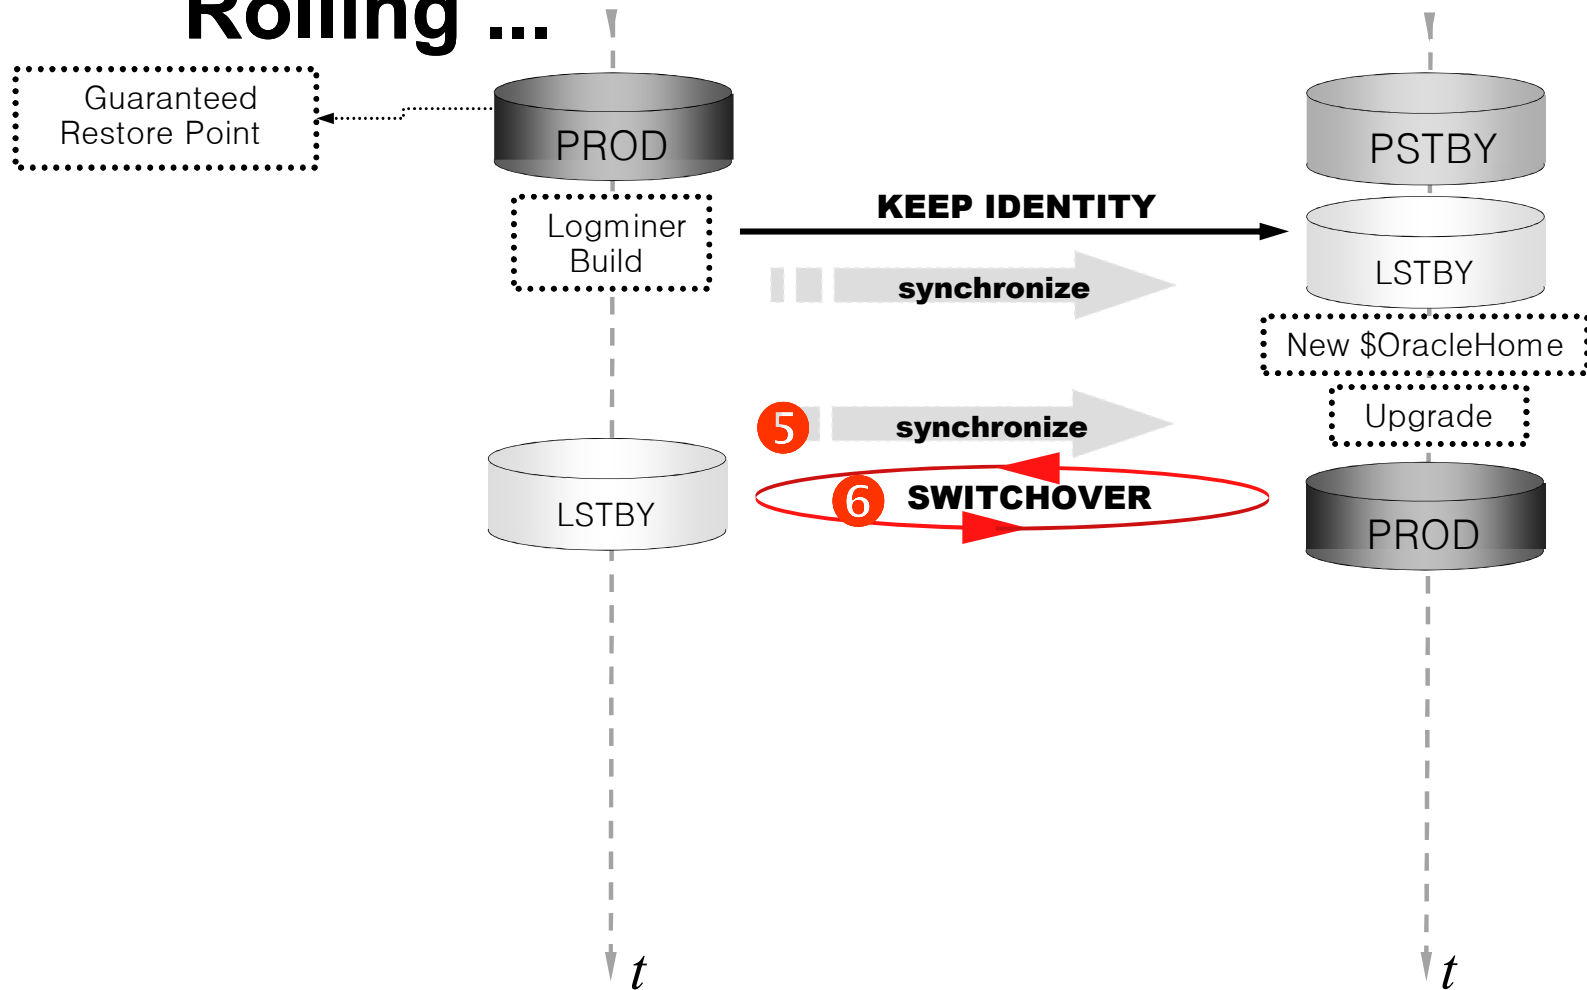 Rolling ...
Guaranteed
Restore Point
PROD
PSTBY
Logminer
Build
KEEP IDENTITY
LSTBY
synchronize
New $OracleHome
Upgrade
5
synchronize
6
SWITCHOVER
LSTBY
PROD
t
t